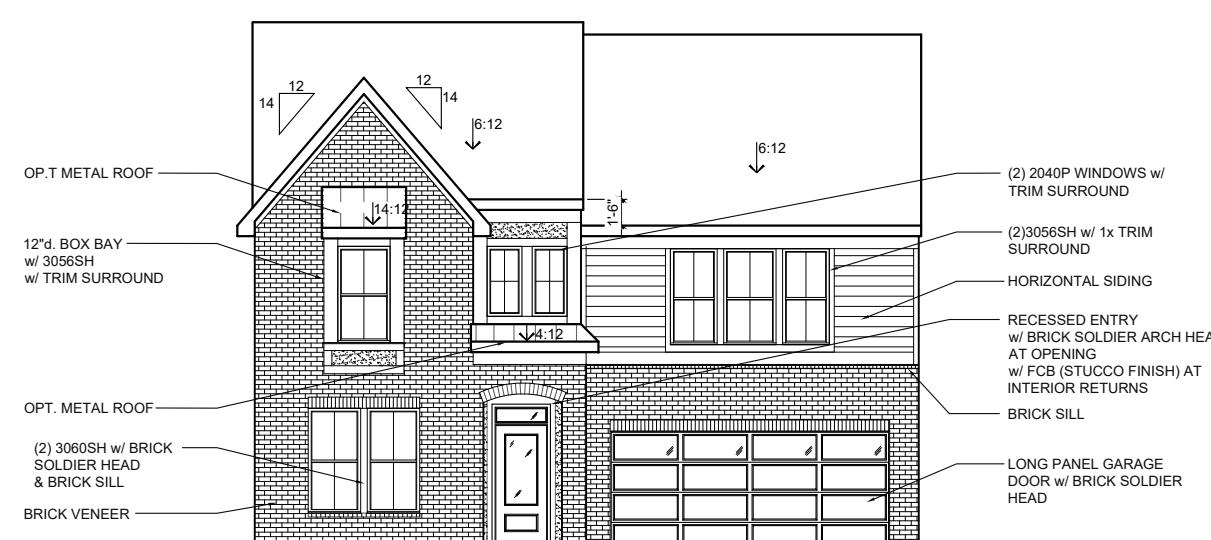 12
14
12
14
6:12
6:12
14:12
1'-6"
4:12
OP.T METAL ROOF
12"d. BOX BAY
w/ 3056SH
w/ TRIM SURROUND
OPT. METAL ROOF
(2) 3060SH w/ BRICK
SOLDIER HEAD
& BRICK SILL
BRICK VENEER
(2) 2040P WINDOWS w/
TRIM SURROUND
(2)3056SH w/ 1x TRIM
SURROUND
HORIZONTAL SIDING
RECESSED ENTRY
w/ BRICK SOLDIER ARCH HEA
AT OPENING
w/ FCB (STUCCO FINISH) AT
INTERIOR RETURNS
BRICK SILL
LONG PANEL GARAGE
DOOR w/ BRICK SOLDIER
HEAD